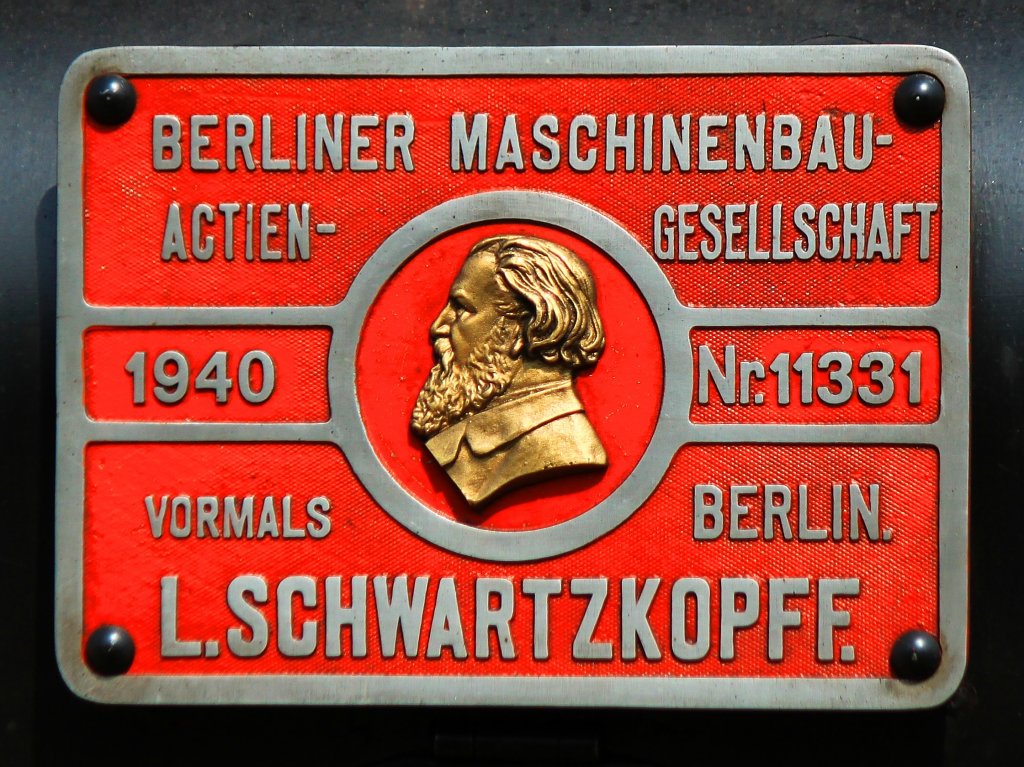 BERLINER MASCHINENBAU-
ACTIEN- GESELLSCHAFT
1940 Nr. 11331
VORMALS BERLIN.
L. SCHWARTZKOPFF.